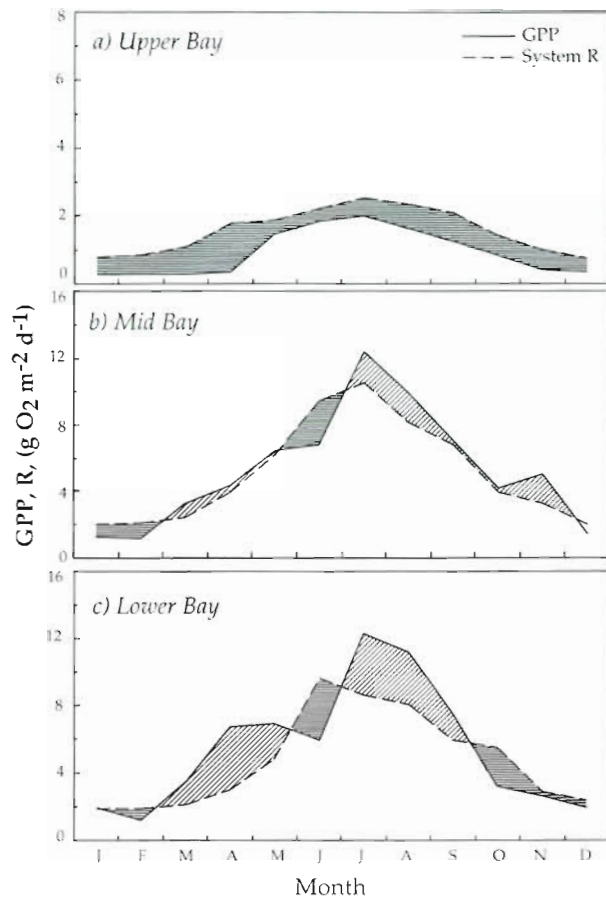 8
a) Upper Bay
GPP
System R
6
4
2
0
16
b) Mid Bay
12
8
4
0
GPP, R, (g O2 m-2 d-1)
16
c) Lower Bay
12
8
4
0
J F M A M J J A S O N D
Month